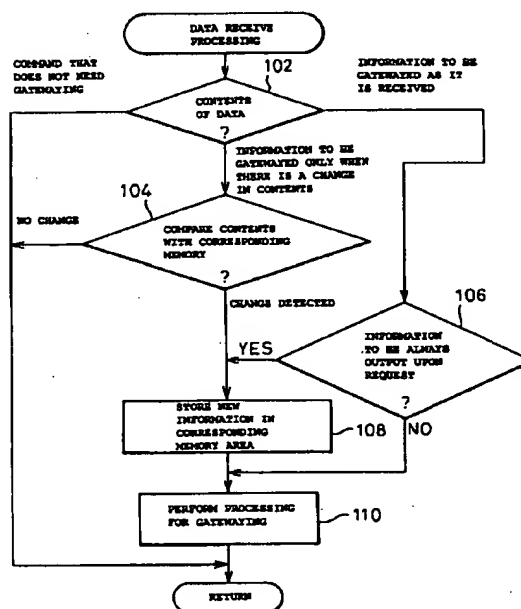 DATA RECEIVE
PROCESSING
COMMAND THAT
DOES NOT NEED
GATEWAYING
102
INFORMATION TO BE
GATEWAYED AS IT
IS RECEIVED
CONTENTS
OF DATA
?
INFORMATION TO BE
GATEWAYED ONLY WHEN
THERE IS A CHANGE
IN CONTENTS
104
NO CHANGE
COMPARE CONTENTS
WITH CORRESPONDING
MEMORY
?
CHANGE DETECTED
106
YES
INFORMATION
TO BE ALWAYS
OUTPUT UPON
REQUEST
?
NO
STORE NEW
INFORMATION IN
CORRESPONDING
MEMORY AREA
108
PERFORM PROCESSING
FOR GATEWAYING
110
RETURN